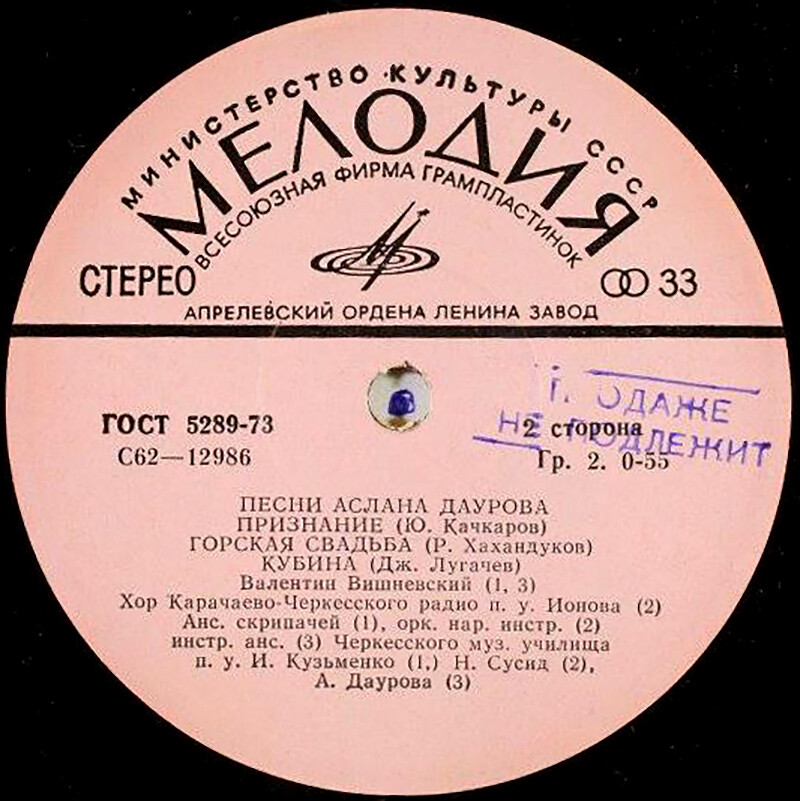 МИНИСТЕРСТВО КУЛЬТУРЫ СССР
МЕЛОДИЯ
ВСЕСОЮЗНАЯ ФИРМА ГРАМПЛАСТИНОК
СТЕРЕО
33
АПРЕЛЕВСКИЙ ОРДЕНА ЛЕНИНА ЗАВОД
ГОСТ 5289-73
С62—12986
2 сторона
Гр. 2. 0-55
НЕ ПОДЛЕЖИТ
ПЕСНИ АСЛАНА ДАУРОВА
ПРИЗНАНИЕ (Ю. Качкаров)
ГОРСКАЯ СВАДЬБА (Р. Хахандуков)
КУБИНА (Дж. Лугачев)
Валентин Вишневский (1, 3)
Хор Карачаево-Черкесского радио п. у. Ионова (2)
Анс. скрипачей (1), орк. нар. инстр. (2)
инстр. анс. (3) Черкесского муз. училища
п. у. И. Кузьменко (1,) Н. Сусид (2),
А. Даурова (3)